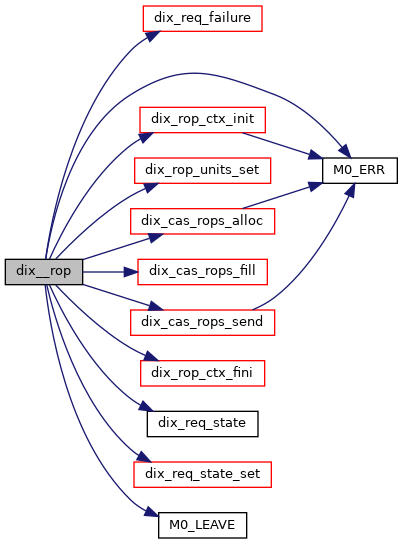 dix_req_failure
dix_rop_ctx_init
M0_ERR
dix_rop_units_set
dix_cas_rops_alloc
dix__rop
dix_cas_rops_fill
dix_cas_rops_send
dix_rop_ctx_fini
dix_req_state
dix_req_state_set
M0_LEAVE